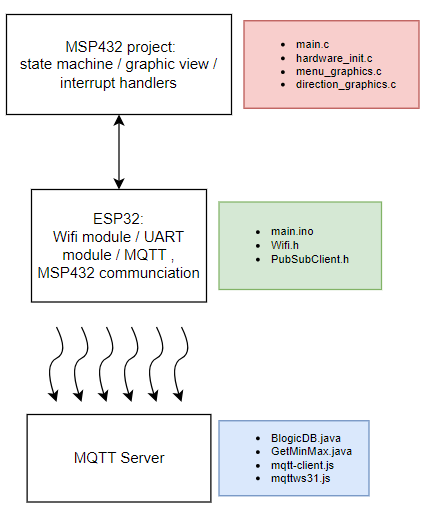 MSP432 project:
state machine / graphic view /
interrupt handlers
main.c
hardware_init.c
menu_graphics.c
direction_graphics.c
ESP32:
Wifi module / UART
module / MQTT ,
MSP432 communciation
main.ino
Wifi.h
PubSubClient.h
MQTT Server
BlogicDB.java
GetMinMax.java
mqtt-client.js
mqttws31.js